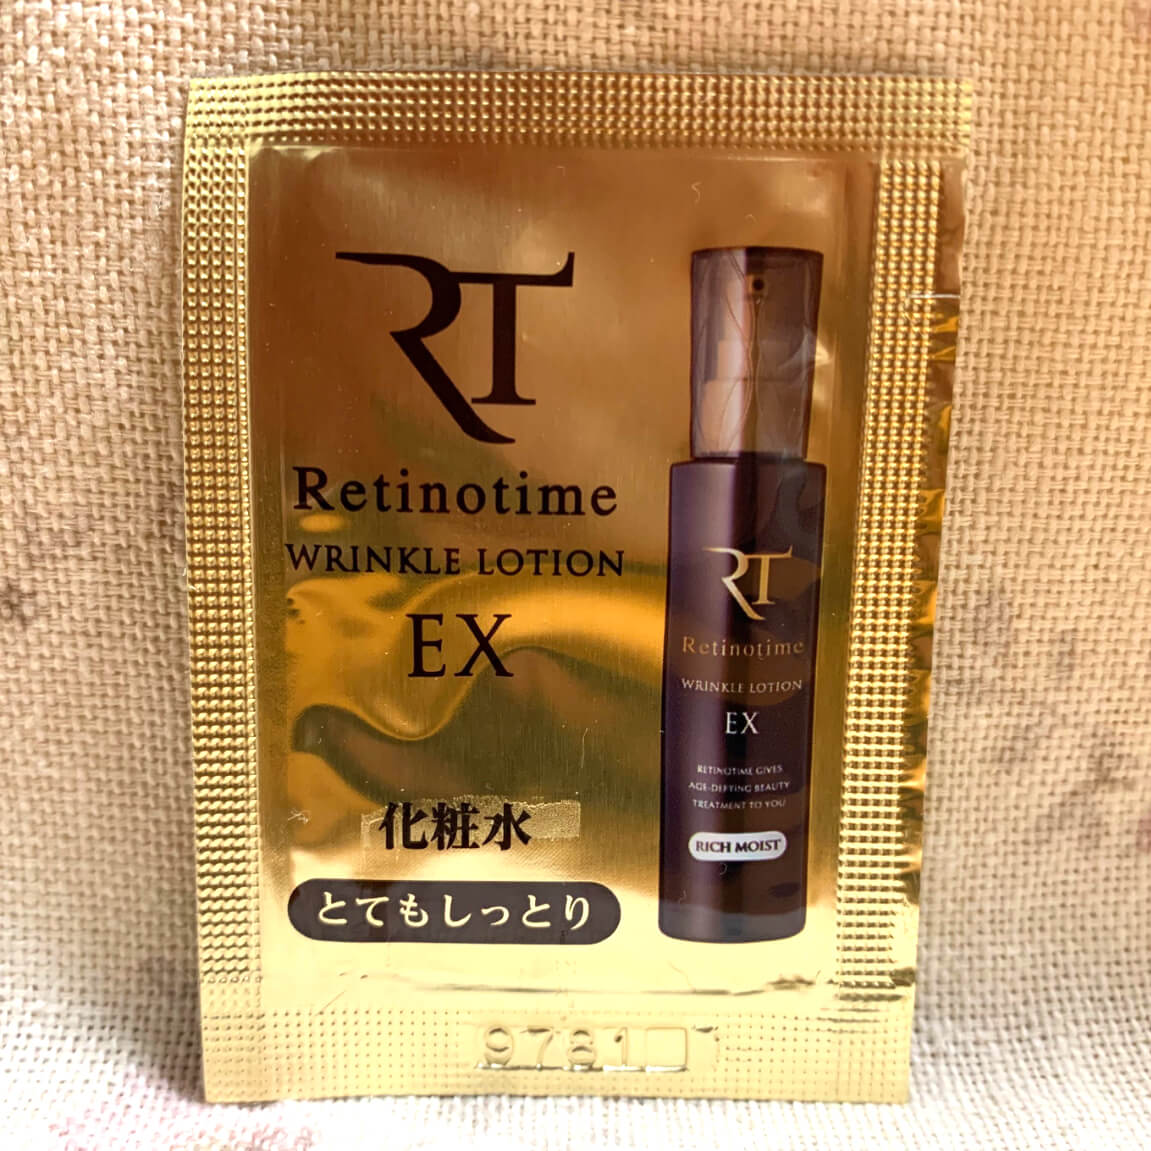 RT
Retinotime
WRINKLE LOTION
EX
化粧水
とてもしっとり
RT
Retinotime
WRINKLE LOTION
EX
RETINOTIME GIVES
AGE-DEFYING BEAUTY
TREATMENT TO YOU
RICH MOIST